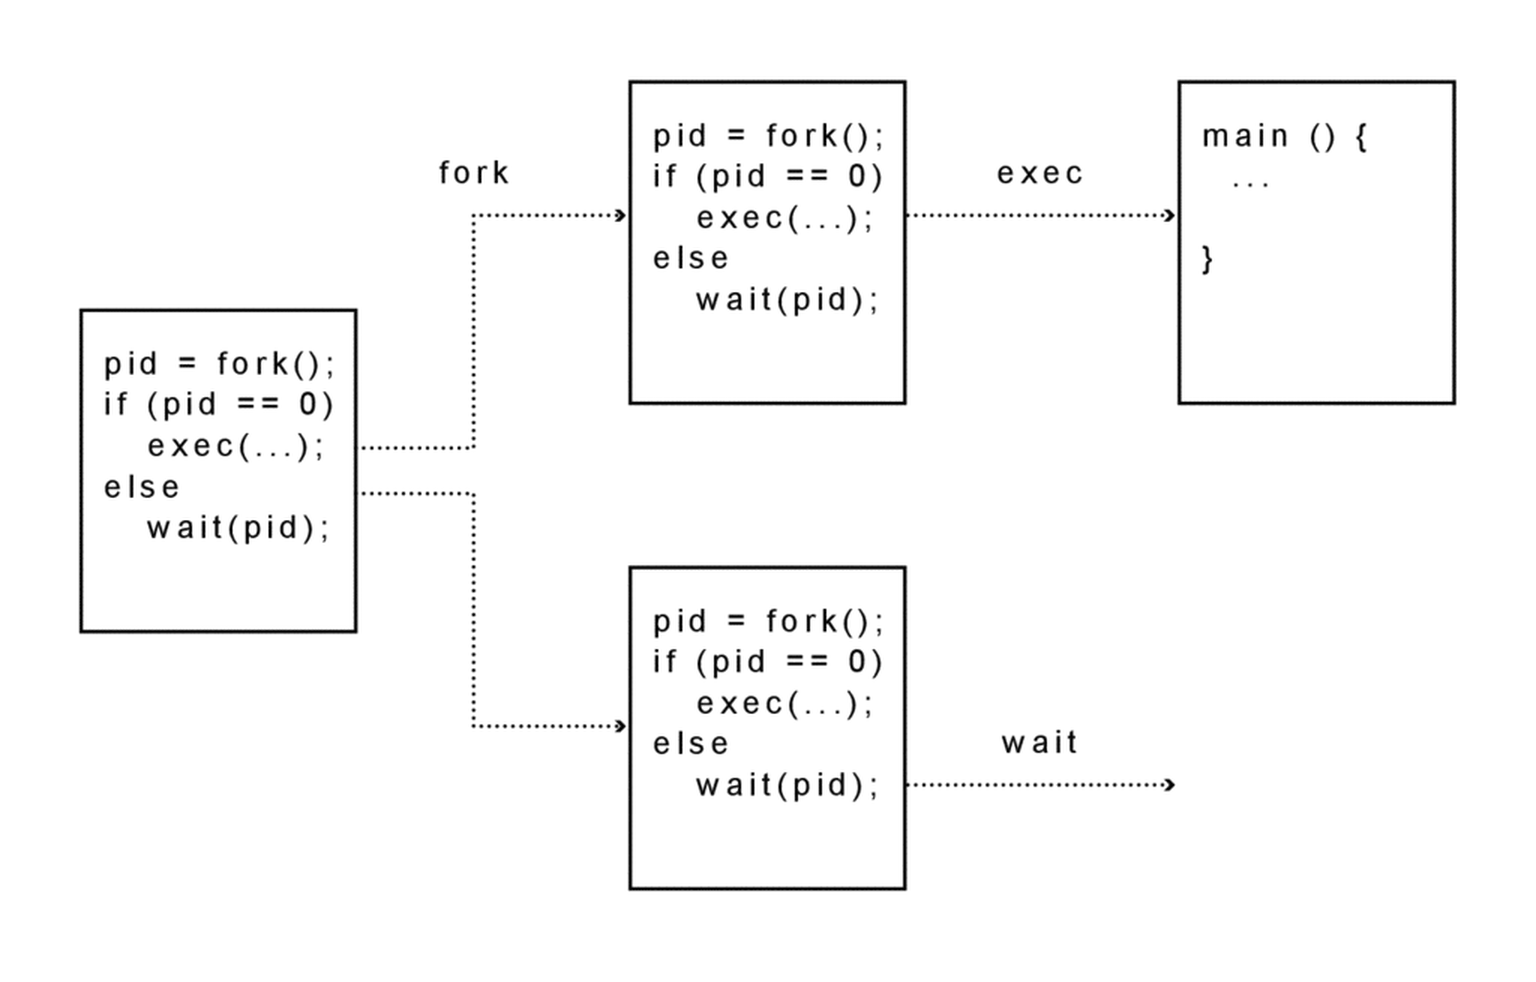 fork
pid = fork();
if (pid == 0)
exec(...);
else
wait(pid);
exec
main () {
...
}
pid = fork();
if (pid == 0)
exec(...);
else
wait(pid);
pid = fork();
if (pid == 0)
exec(...);
else
wait(pid);
wait